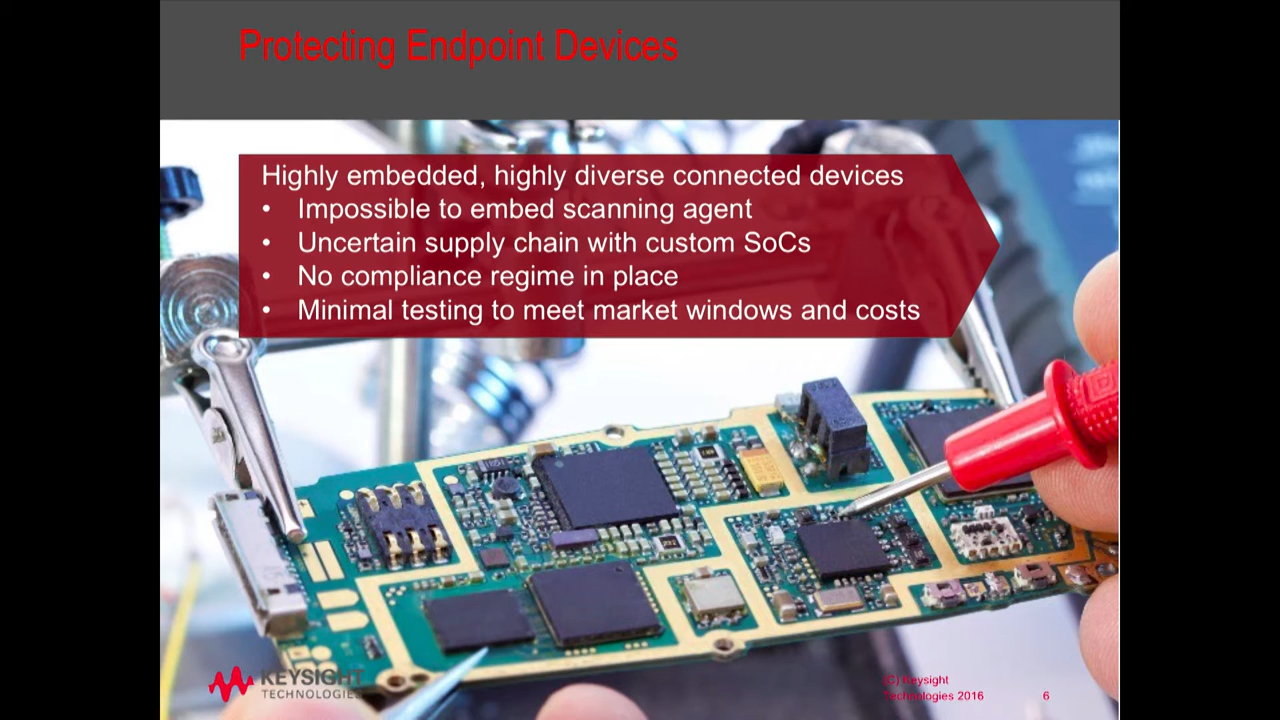 Protecting Endpoint Devices
Highly embedded, highly diverse connected devices
• Impossible to embed scanning agent
• Uncertain supply chain with custom SoCs
• No compliance regime in place
• Minimal testing to meet market windows and costs
KEYSIGHT
TECHNOLOGIES
(C) Keysight
Technologies 2016
6